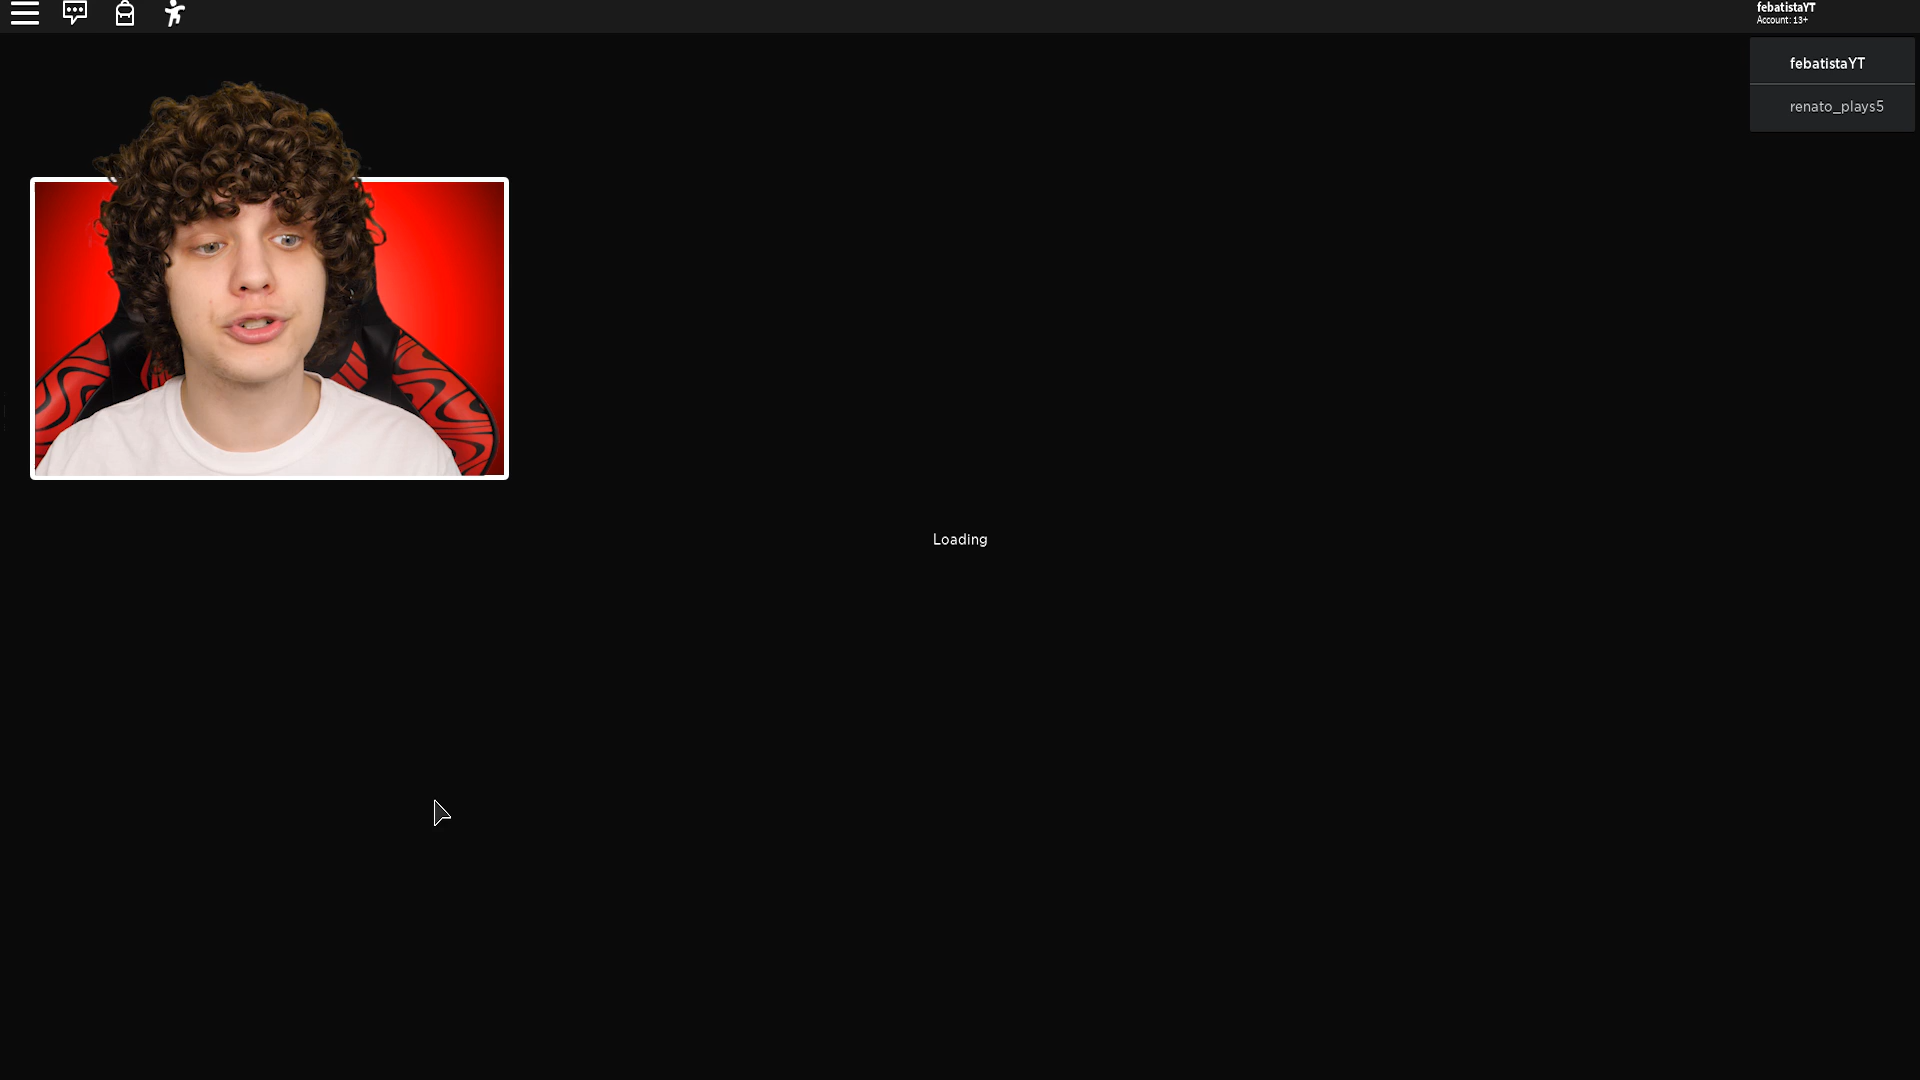 febatistaYT
Account: 13+
febatistaYT
renato_plays5
Loading